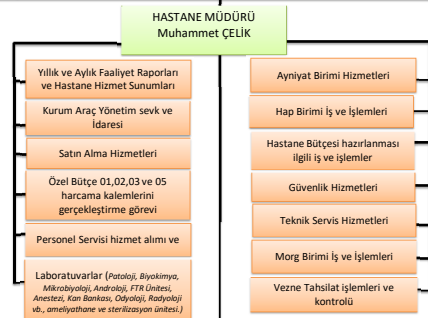 HASTANE MÜDÜRÜ
Muhammet ÇELİK
Yıllık ve Aylık Faaliyet Raporları
ve Hastane Hizmet Sunumları
Kurum Araç Yönetim sevk ve
İdaresi
Satın Alma Hizmetleri
Özel Bütçe 01,02,03 ve 05
harcama kalemlerini
gerçekleştirme görevi
Personel Servisi hizmet alımı ve
Laboratuvarlar (Patoloji, Biyokimya,
Mikrobiyoloji, Androloji, FTR Ünitesi,
Anestezi, Kan Bankası, Odyoloji, Radyoloji
vb., ameliyathane ve sterilizasyon ünitesi.)
Ayniyat Birimi Hizmetleri
Hap Birimi İş ve İşlemleri
Hastane Bütçesi hazırlanması
ilgili iş ve işlemler
Güvenlik Hizmetleri
Teknik Servis Hizmetleri
Morg Birimi İş ve İşlemleri
Vezne Tahsilat işlemleri ve
kontrolü